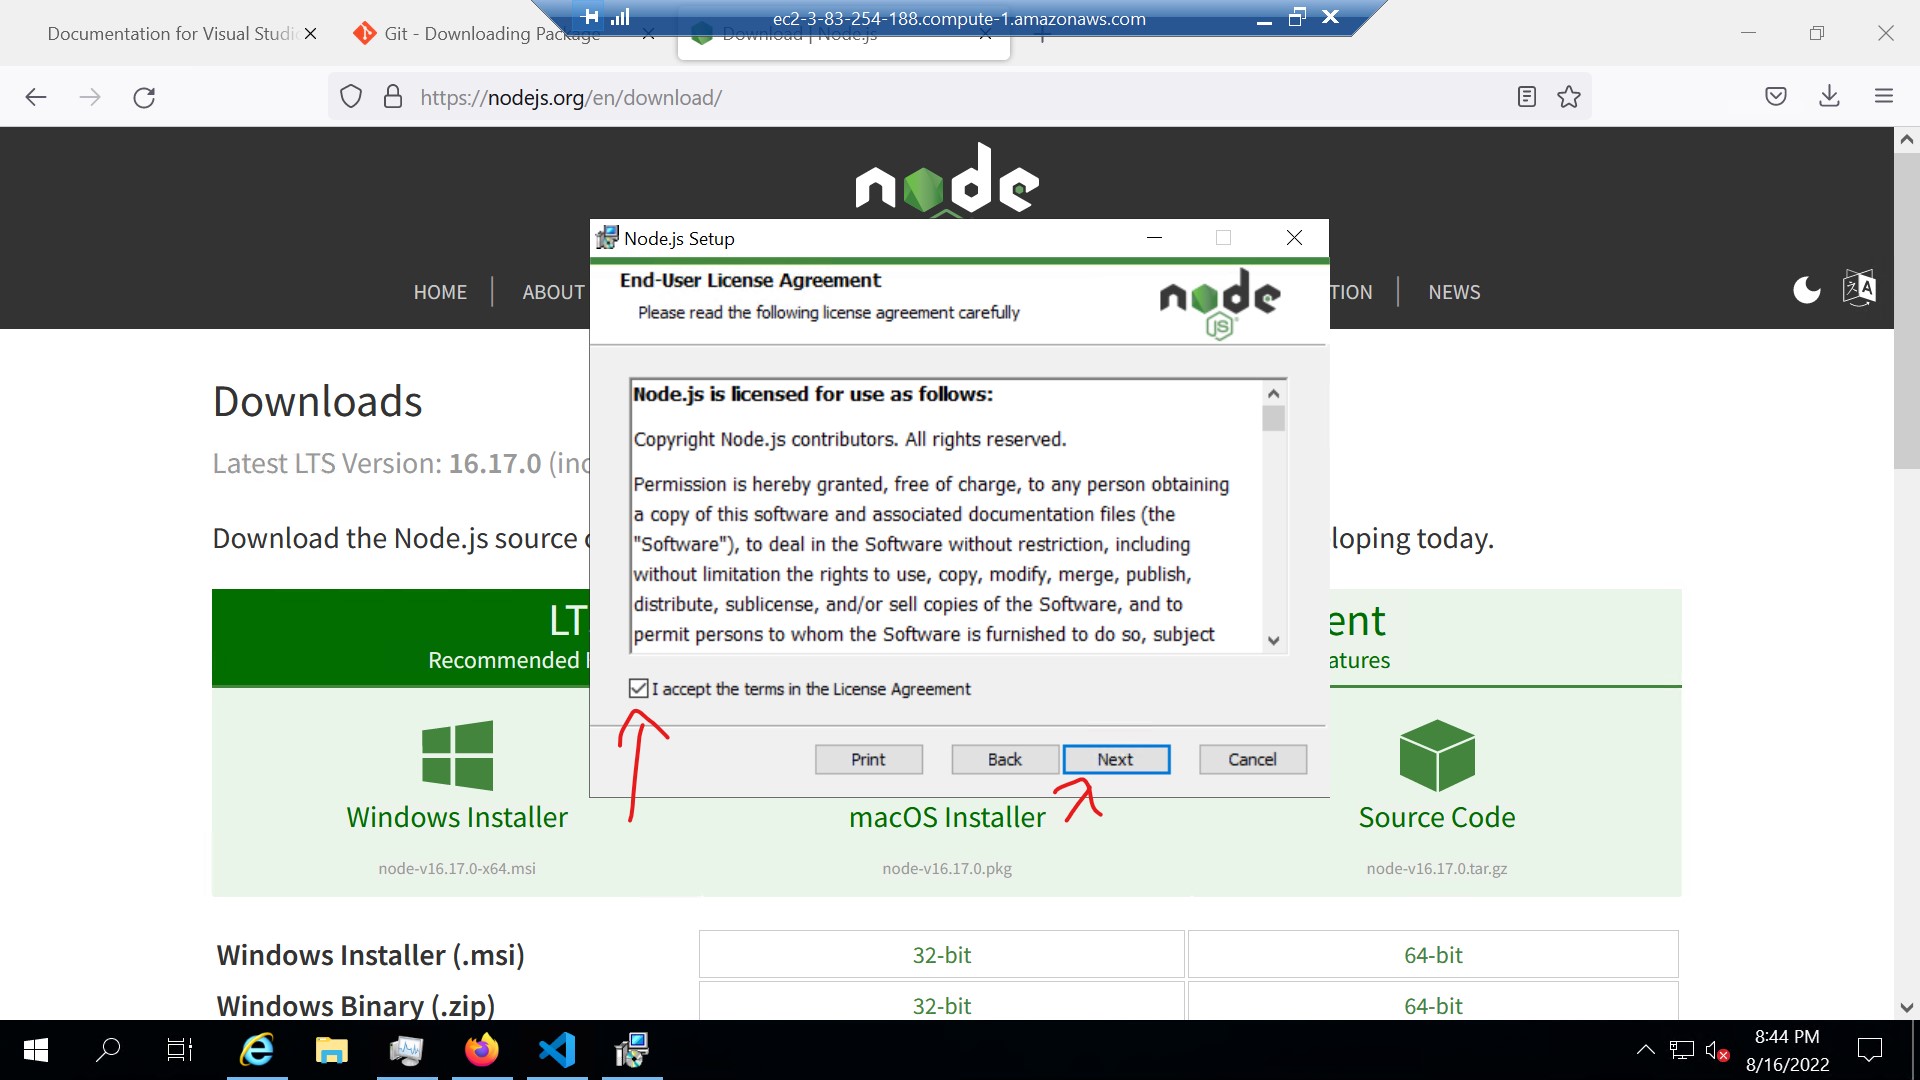 ec2-3-83-254-188.compute-1.amazonaws.com
Documentation for Visual Studi
Git - Downloading Package
Download | Node.js
https://nodejs.org/en/download/
node
HOME
ABOUT
TION
NEWS
Node.js Setup
End-User License Agreement
Please read the following license agreement carefully
node
JS
Node.js is licensed for use as follows:
Copyright Node.js contributors. All rights reserved.
Permission is hereby granted, free of charge, to any person obtaining
a copy of this software and associated documentation files (the
"Software"), to deal in the Software without restriction, including
without limitation the rights to use, copy, modify, merge, publish,
distribute, sublicense, and/or sell copies of the Software, and to
permit persons to whom the Software is furnished to do so, subject
I accept the terms in the License Agreement
Print
Back
Next
Cancel
Downloads
Latest LTS Version: 16.17.0 (inc
Download the Node.js source
loping today.
LT
Recommended
ent
atures
Windows Installer
node-v16.17.0-x64.msi
macOS Installer
node-v16.17.0.pkg
Source Code
node-v16.17.0.tar.gz
Windows Installer (.msi)
32-bit
64-bit
Windows Binary (.zip)
32-bit
64-bit
8:44 PM
8/16/2022